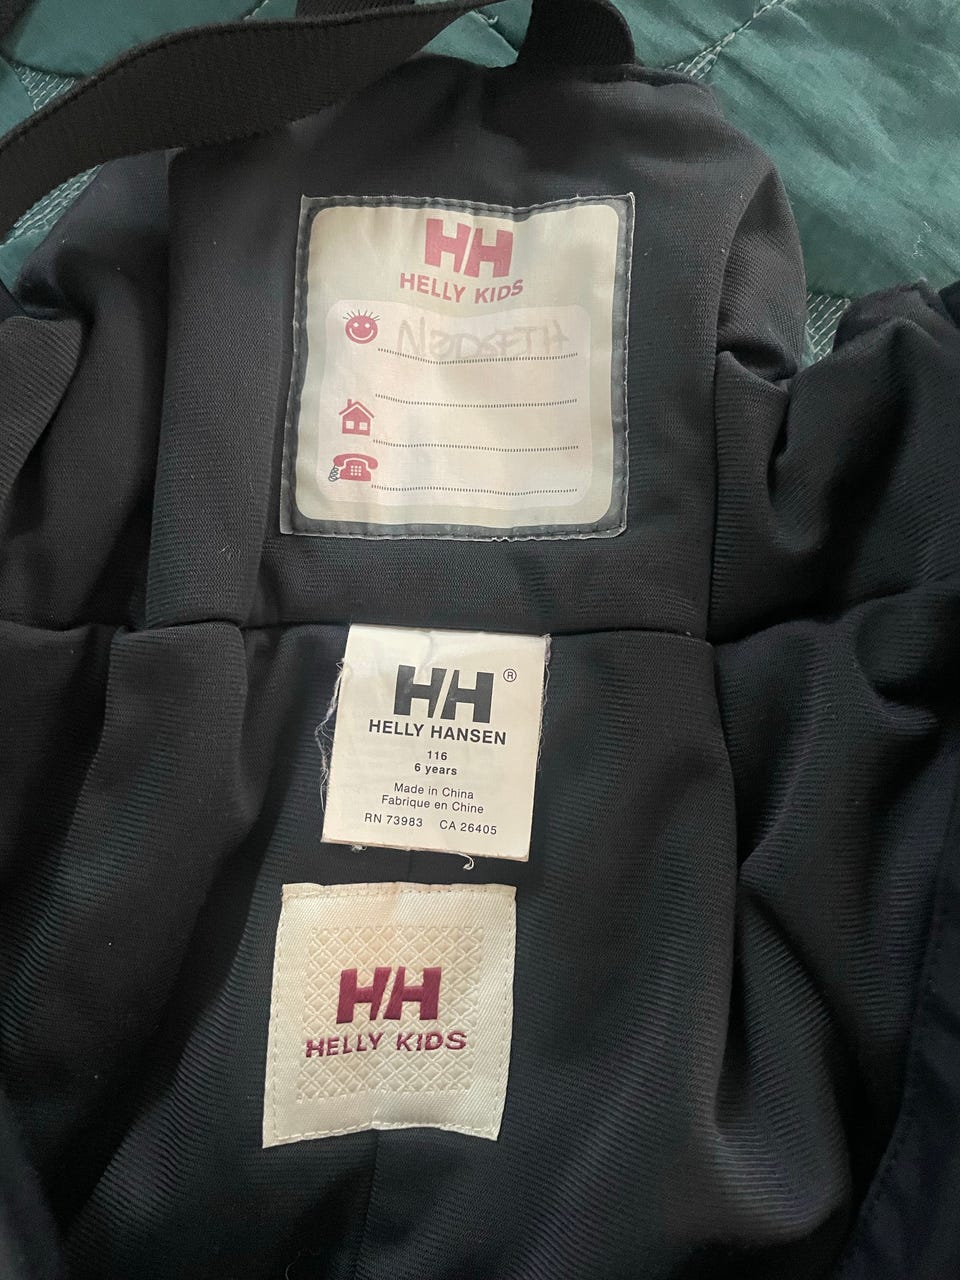 HH
HELLY KIDS
NØDSETH
HH®
HELLY HANSEN
116
6 years
Made in China
Fabrique en Chine
RN 73983 CA 26405
HH
HELLY KIDS